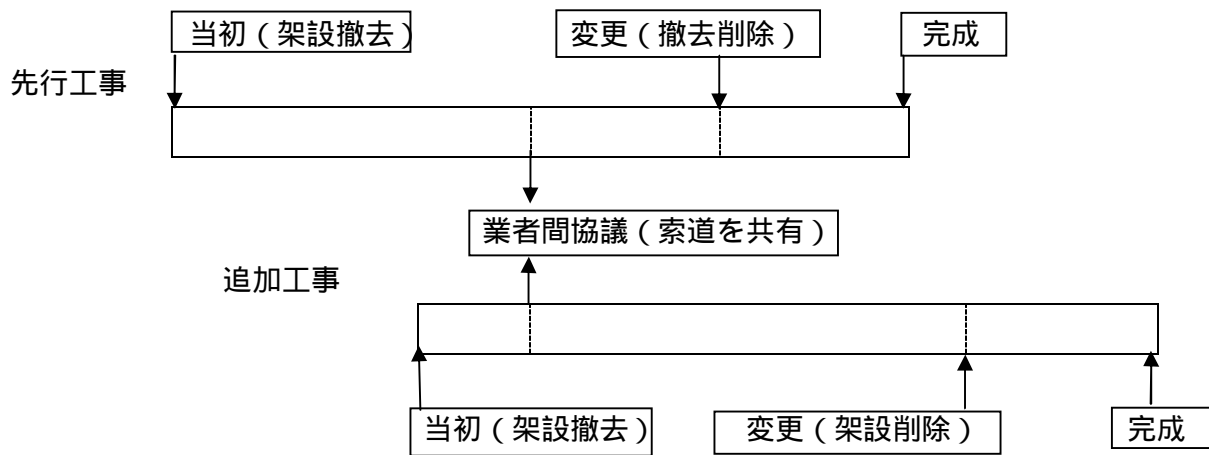 当初（架設撤去）
変更（撤去削除）
完成
先行工事
業者間協議（索道を共有）
追加工事
当初（架設撤去）
変更（架設削除）
完成